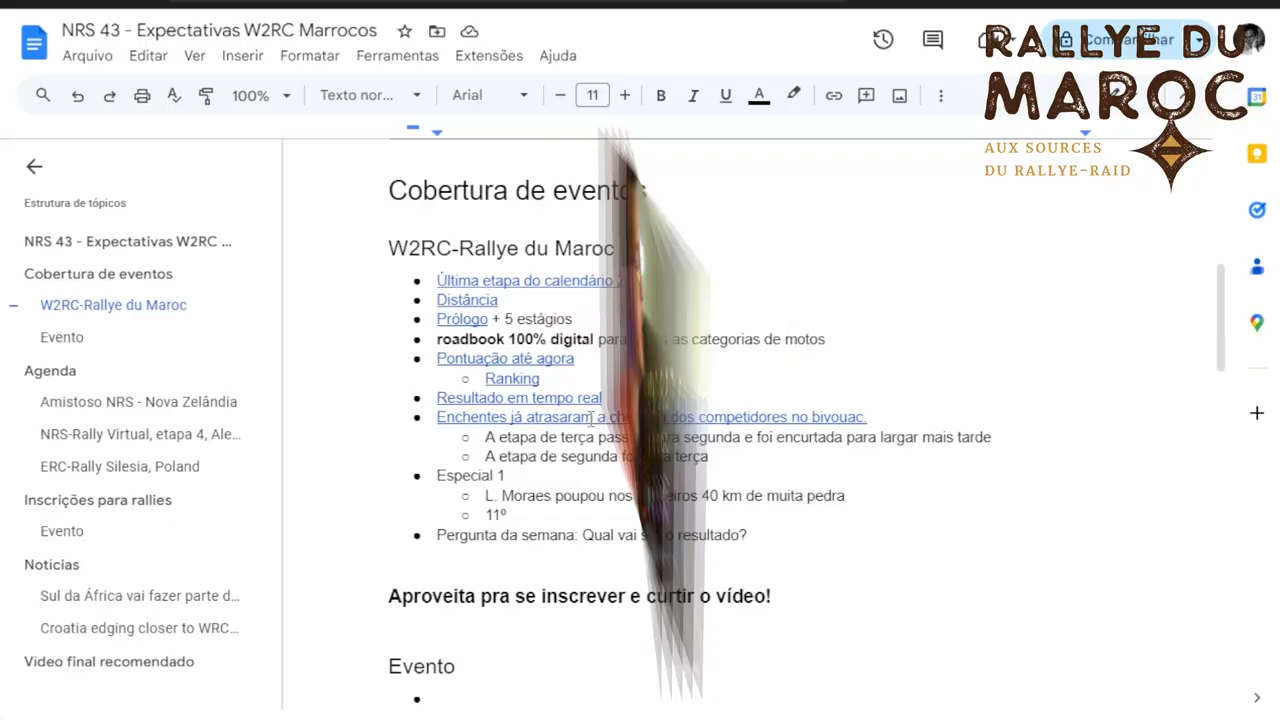 NRS 43 - Expectativas W2RC Marrocos
Arquivo Editar Ver Inserir Formatar Ferramentas Extensões Ajuda
100% Texto nor... Arial 11 B I U A
RALLYE DU
MAROC
AUX SOURCES
DU RALLYE-RAID
Estrutura de tópicos
NRS 43 - Expectativas W2RC ...
Cobertura de eventos
W2RC-Rallye du Maroc
Evento
Agenda
Amistoso NRS - Nova Zelândia
NRS-Rally Virtual, etapa 4, Ale...
ERC-Rally Silesia, Poland
Inscrições para rallies
Evento
Noticias
Sul da África vai fazer parte d...
Croatia edging closer to WRC...
Video final recomendado
Cobertura de eventos
W2RC-Rallye du Maroc
Última etapa do calendário
Distância
Prólogo + 5 estágios
roadbook 100% digital as categorias de motos
Pontuação até agora
Ranking
Resultado em tempo real
Enchentes já atrasaram a dos competidores no bivouac.
A etapa de terça segunda e foi encurtada para largar mais tarde
A etapa de segunda terça
Especial 1
L. Moraes poupou nos 40 km de muita pedra
11º
Pergunta da semana: Qual vai o resultado?
Aproveita pra se inscrever e curtir o vídeo!
Evento